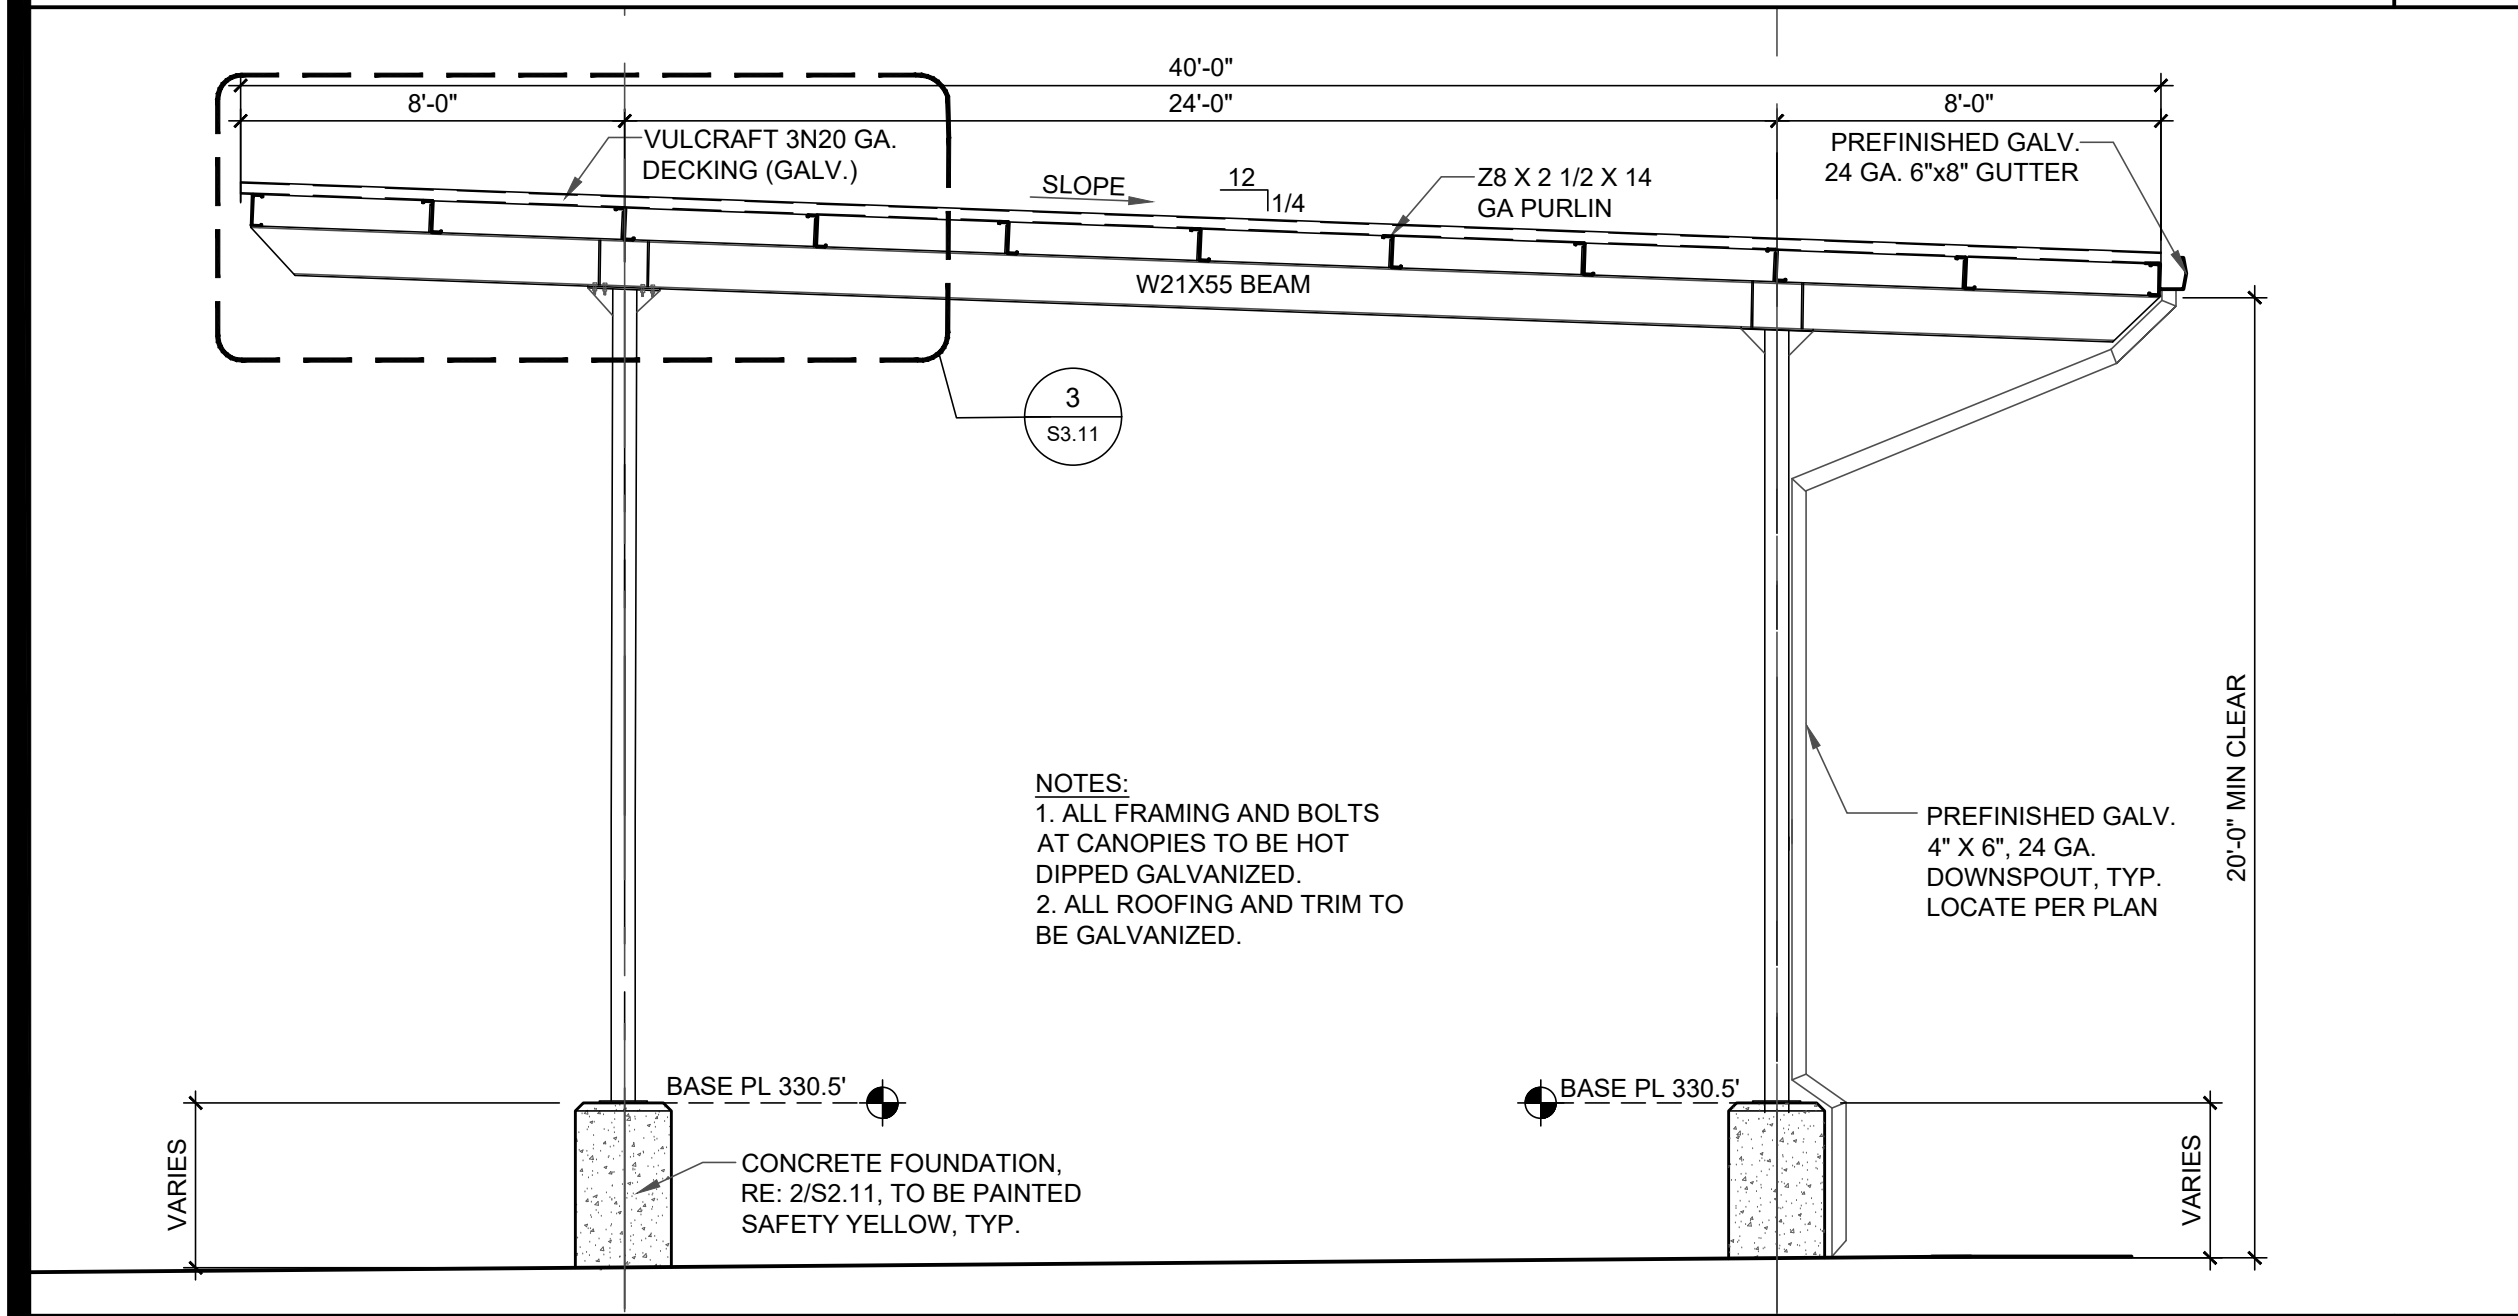 40'-0"
8'-0"
24'-0"
8'-0"
VULCRAFT 3N20 GA.
DECKING (GALV.)
PREFINISHED GALV.
24 GA. 6"x8" GUTTER
SLOPE
12
1/4
Z8 X 2 1/2 X 14
GA PURLIN
W21X55 BEAM
3
S3.11
NOTES:
1. ALL FRAMING AND BOLTS
AT CANOPIES TO BE HOT
DIPPED GALVANIZED.
2. ALL ROOFING AND TRIM TO
BE GALVANIZED.
20'-0" MIN CLEAR
PREFINISHED GALV.
4" X 6", 24 GA.
DOWNSPOUT, TYP.
LOCATE PER PLAN
BASE PL 330.5'
BASE PL 330.5'
VARIES
CONCRETE FOUNDATION,
RE: 2/S2.11, TO BE PAINTED
SAFETY YELLOW, TYP.
VARIES